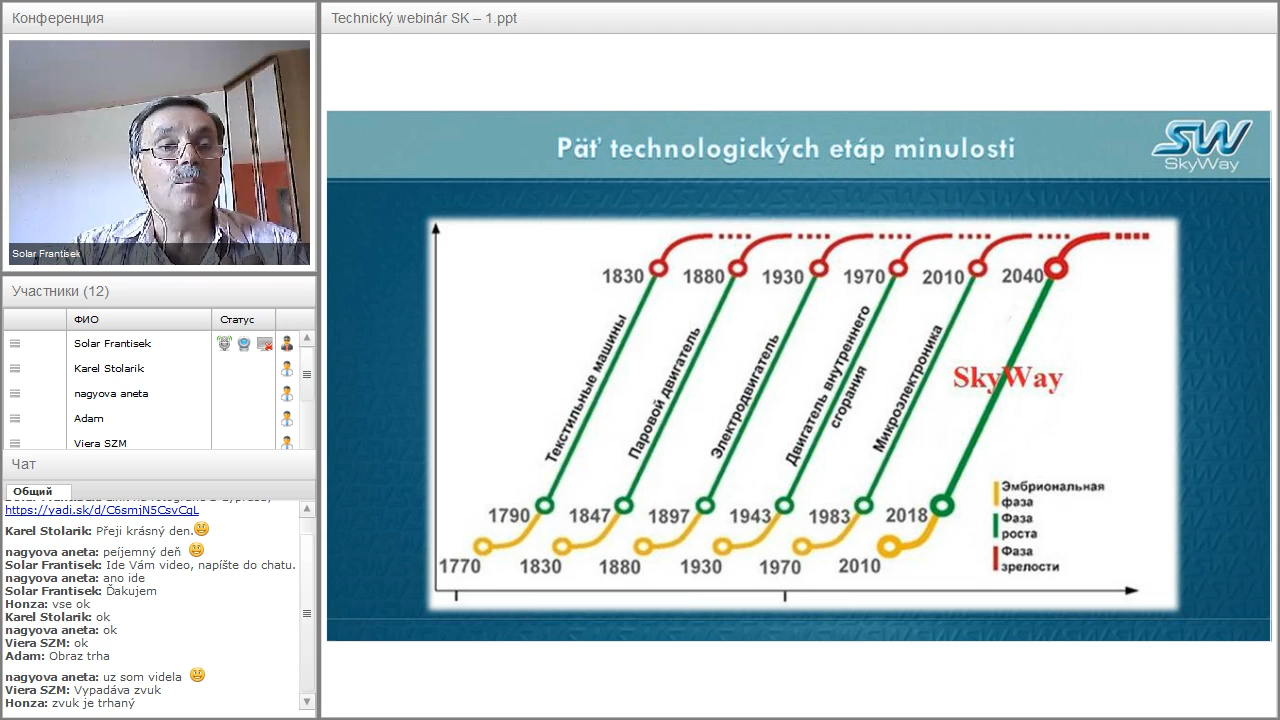 Конференция
Solar Frantisek
Участники (12)
ФИО
Статус
Solar Frantisek
Karel Stolarik
nagyova aneta
Adam
Viera SZM
Чат
Общий
https://yadi.sk/d/C6smjN5CsvCqL
Karel Stolarik: Přeji krásný den.
nagyova aneta: peíjemný deň
Solar Frantisek: Ide Vám video, napíšte do chatu.
nagyova aneta: ano ide
Solar Frantisek: Ďakujem
Honza: vse ok
Karel Stolarik: ok
nagyova aneta: ok
Viera SZM: ok
Adam: Obraz trha
nagyova aneta: uz som videla
Viera SZM: Vypadáva zvuk
Honza: zvuk je trhaný
Technický webinár SK – 1.ppt
Päť technologických etáp minulosti
SW
SkyWay
1830
1880
1930
1970
2010
2040
Текстильные машины
Паровой двигатель
Электродвигатель
Двигатель внутреннего
сгорания
Микроэлектроника
SkyWay
1790
1847
1897
1943
1983
2018
1770
1830
1880
1930
1970
2010
Эмбриональная
фаза
Фаза
роста
Фаза
зрелости